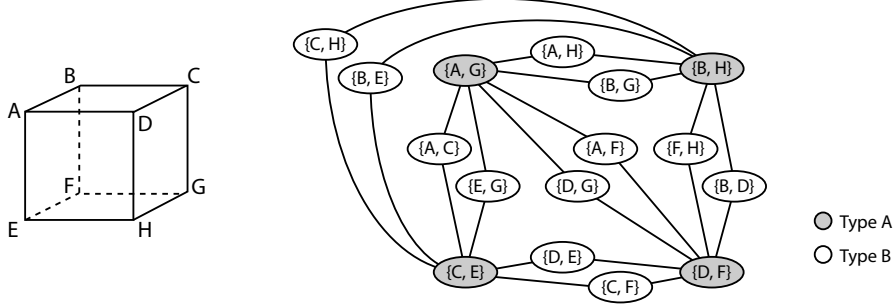 B
C
A
D
F
G
E
H
{C, H}
{B, E}
{A, G}
{A, H}
{B, G}
{B, H}
{A, C}
{E, G}
{A, F}
{D, G}
{F, H}
{B, D}
{C, E}
{D, E}
{C, F}
{D, F}
Type A
Type B